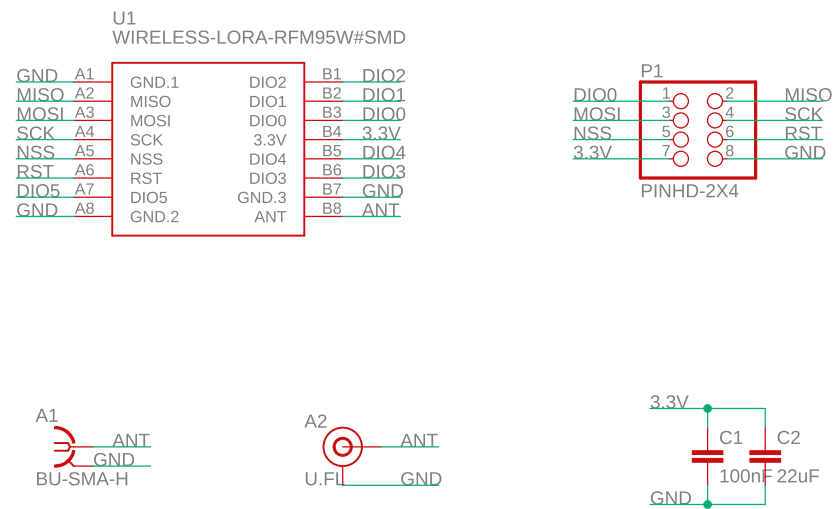 U1
WIRELESS-LORA-RFM95W#SMD
GND A1 GND.1 DIO2 B1 DIO2
MISO A2 MISO DIO1 B2 DIO1
MOSI A3 MOSI DIO0 B3 DIO0
SCK A4 SCK 3.3V B4 3.3V
NSS A5 NSS DIO4 B5 DIO4
RST A6 RST DIO3 B6 DIO3
DIO5 A7 DIO5 GND.3 B7 GND
GND A8 GND.2 ANT B8 ANT
P1
DIO0 1 2 MISO
MOSI 3 4 SCK
NSS 5 6 RST
3.3V 7 8 GND
PINHD-2X4
A1
ANT
GND
BU-SMA-H
A2
ANT
U.FL GND
3.3V
C1 C2
100nF 22uF
GND